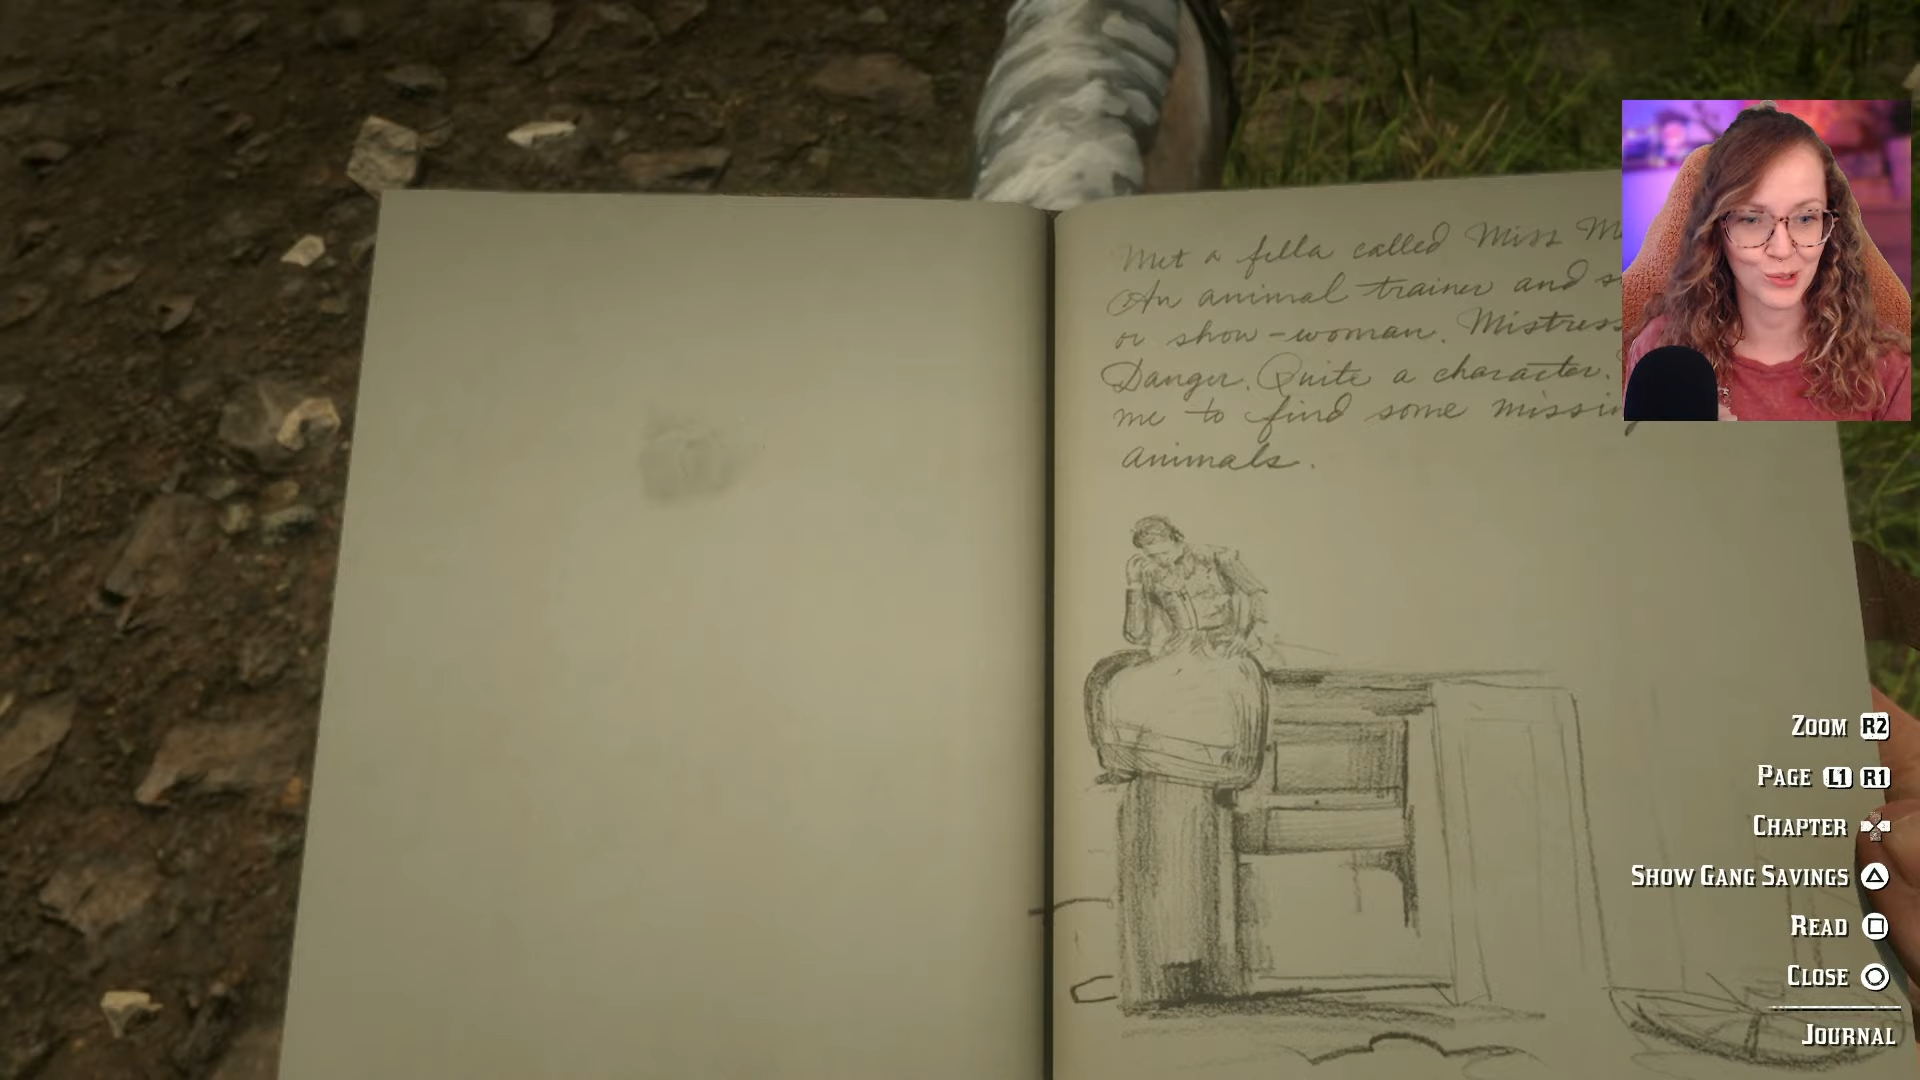 Met a fella called Miss
An animal trainer and
or show-woman. Mistress
Danger. Quite a character.
me to find some
animals.
ZOOM R2
PAGE L1 R1
CHAPTER
SHOW GANG SAVINGS
READ
CLOSE
JOURNAL